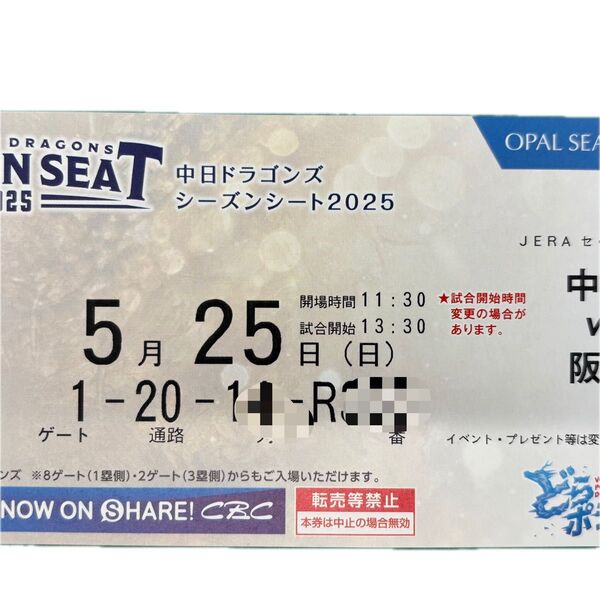 DRAGONS
N SEAT
025
中日ドラゴンズ
シーズンシート2025
OPAL SEA
JERA セ
開場時間 11:30
試合開始 13:30
★試合開始時間
変更の場合が
あります。
5月25日(日)
中
v
阪
1-20-1 -R3
ゲート 通路 番
イベント・プレゼント等は変
ンズ ※8ゲート(1塁側)・2ゲート(3塁側)からもご入場いただけます。
NOW ON SHARE! CBC
転売等禁止
本券は中止の場合無効